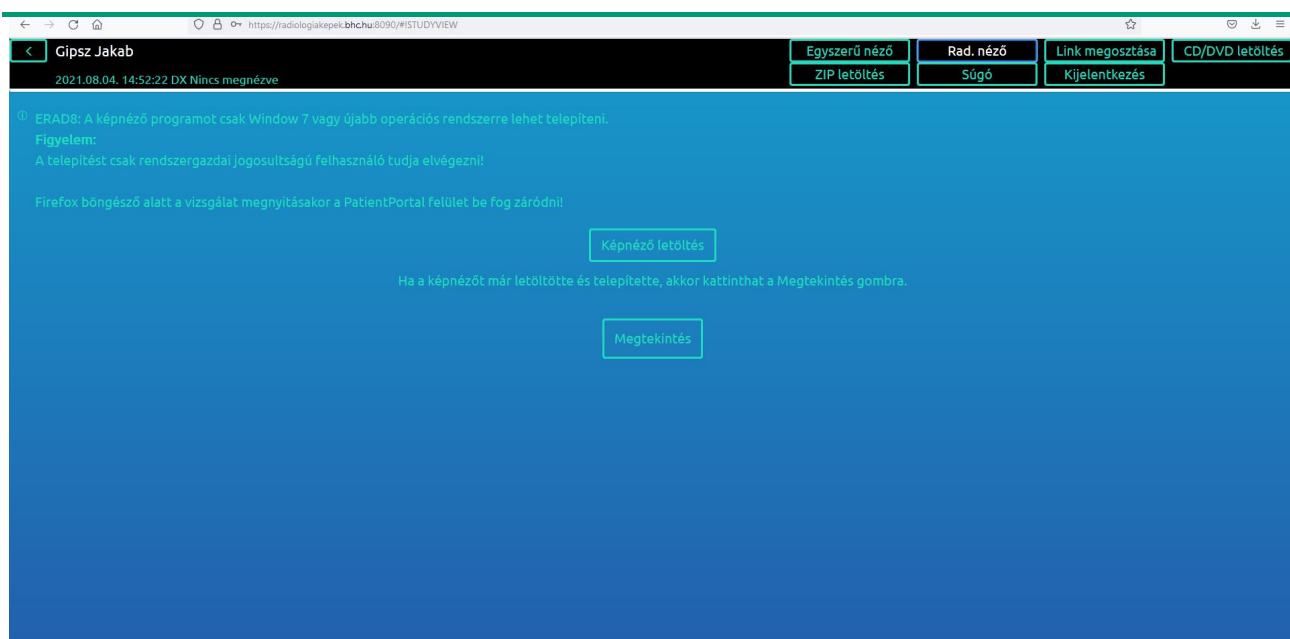 https://radiologiakepek.bhc.hu:8090/#!STUDYVIEW
Gipsz Jakab
Egyszerű néző
Rad. néző
Link megosztása
CD/DVD letöltés
2021.08.04. 14:52:22 DX Nincs megnézve
ZIP letöltés
Súgó
Kijelentkezés
ERAD8: A képnéző programot csak Window 7 vagy újabb operációs rendszerre lehet telepíteni.
Figyelem:
A telepítést csak rendszergazdai jogosultságú felhasználó tudja elvégezni!
Firefox böngésző alatt a vizsgálat megnyitásakor a PatientPortal felület be fog záródni!
Képnéző letöltés
Ha a képnézőt már letöltötte és telepítette, akkor kattinthat a Megtekintés gombra.
Megtekintés